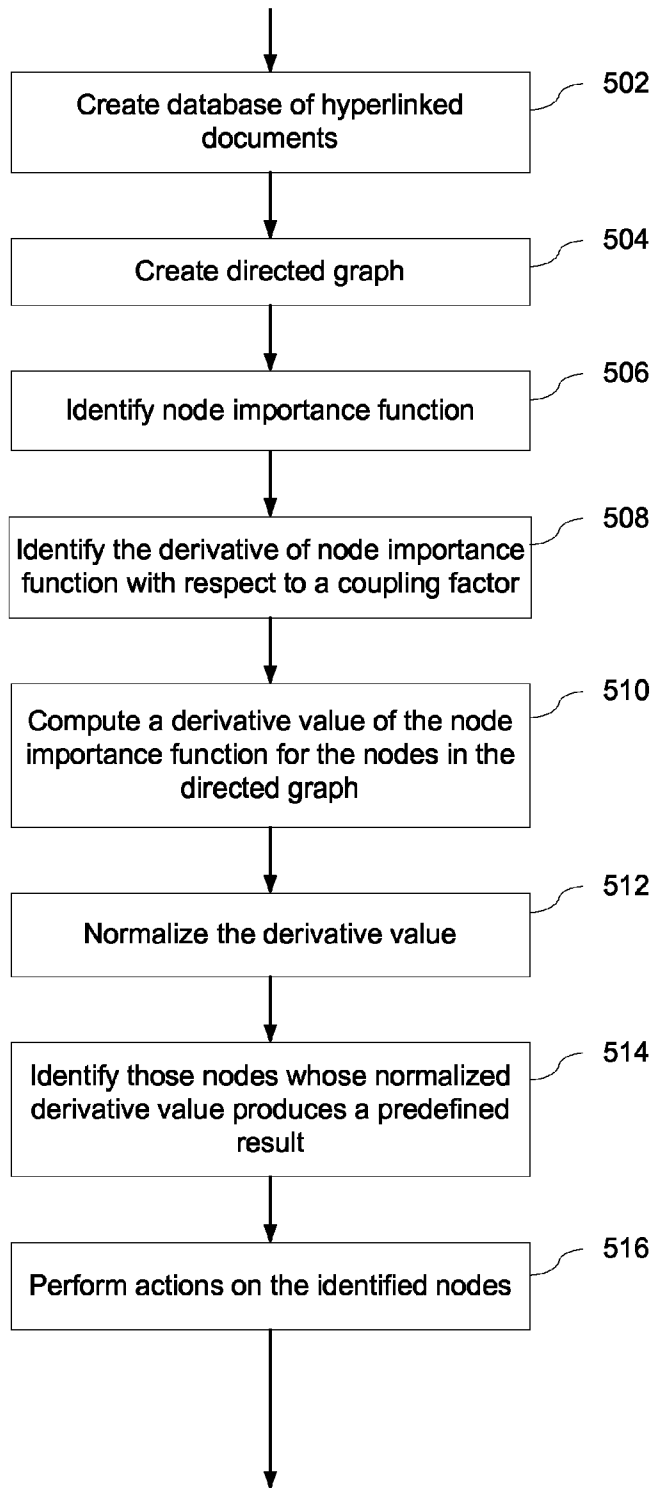 502
Create database of hyperlinked
documents
504
Create directed graph
506
Identify node importance function
508
Identify the derivative of node importance
function with respect to a coupling factor
510
Compute a derivative value of the node
importance function for the nodes in the
directed graph
512
Normalize the derivative value
514
Identify those nodes whose normalized
derivative value produces a predefined
result
516
Perform actions on the identified nodes